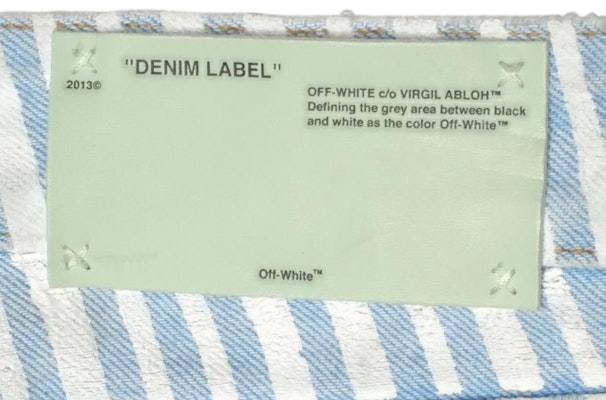 "DENIM LABEL"
2013©
OFF-WHITE c/o VIRGIL ABLOH™
Defining the grey area between black
and white as the color Off-White™
Off-White™